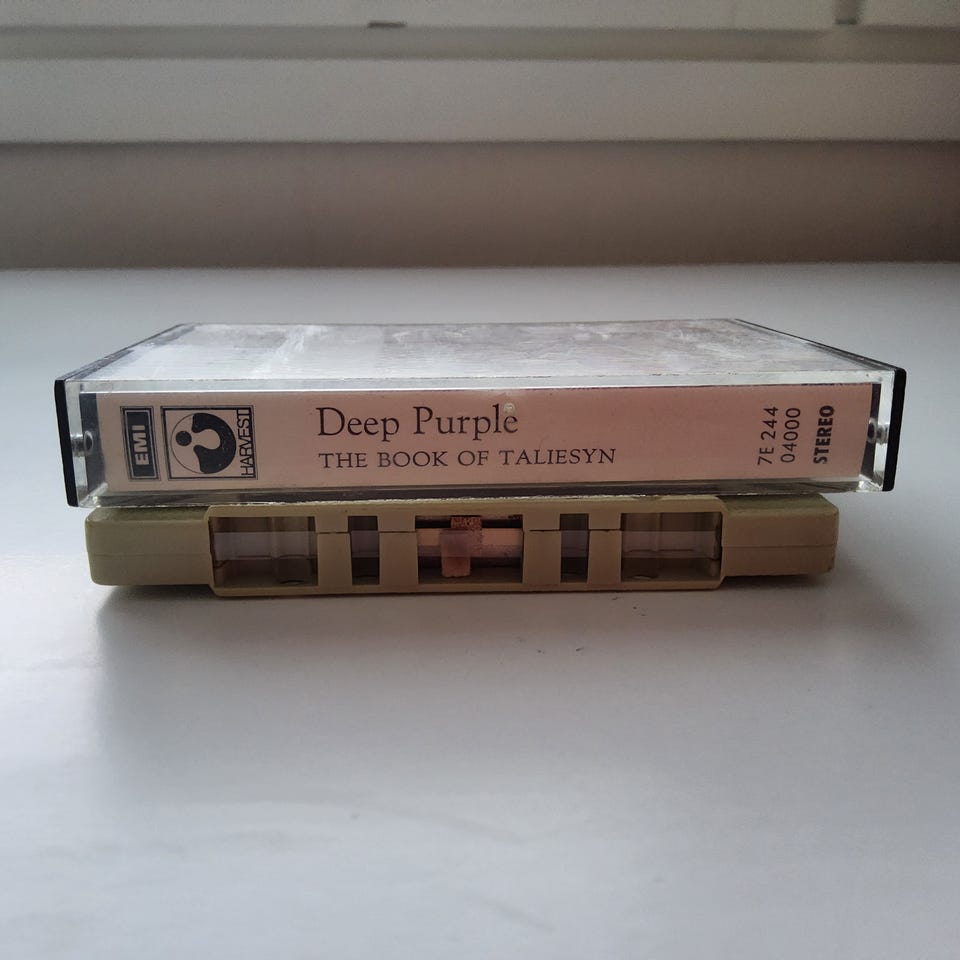 EMI
HARVEST
Deep Purple
THE BOOK OF TALIESYN
7E 244
04000
STEREO